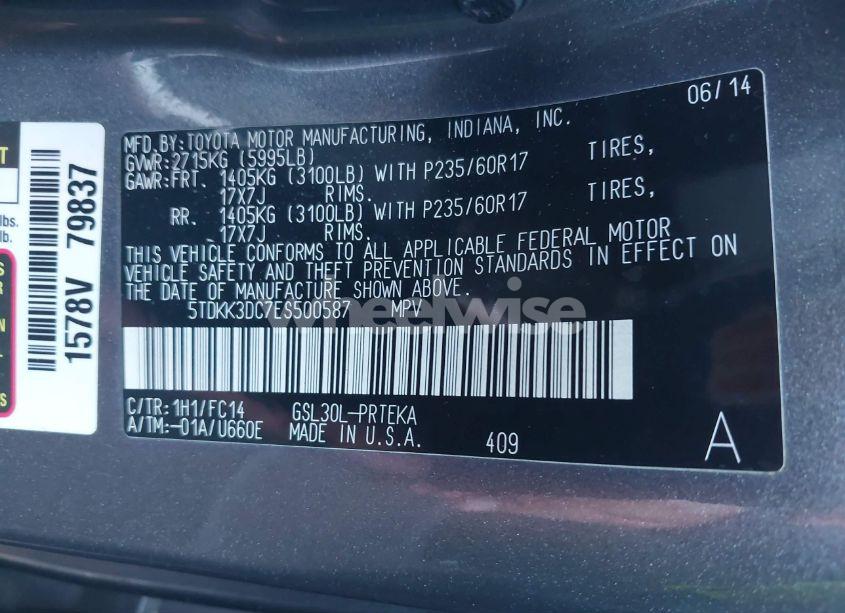 06/14
MFD. BY: TOYOTA MOTOR MANUFACTURING, INDIANA, INC.
GVWR: 2715KG (5995LB)
GAWR: FRT. 1405KG (3100LB) WITH P235/60R17 TIRES,
17X7J RIMS.
RR. 1405KG (3100LB) WITH P235/60R17 TIRES,
17X7J RIMS.
THIS VEHICLE CONFORMS TO ALL APPLICABLE FEDERAL MOTOR
VEHICLE SAFETY AND THEFT PREVENTION STANDARDS IN EFFECT ON
THE DATE OF MANUFACTURE SHOWN ABOVE.
5TDKK3DC7ES500587 MPV
wheelwise
C/TR: 1H1/FC14 GSL30L-PRTEKA
A/TM: -01A/U660E MADE IN U.S.A. 409 A
1578V 79837
lbs.
lb.